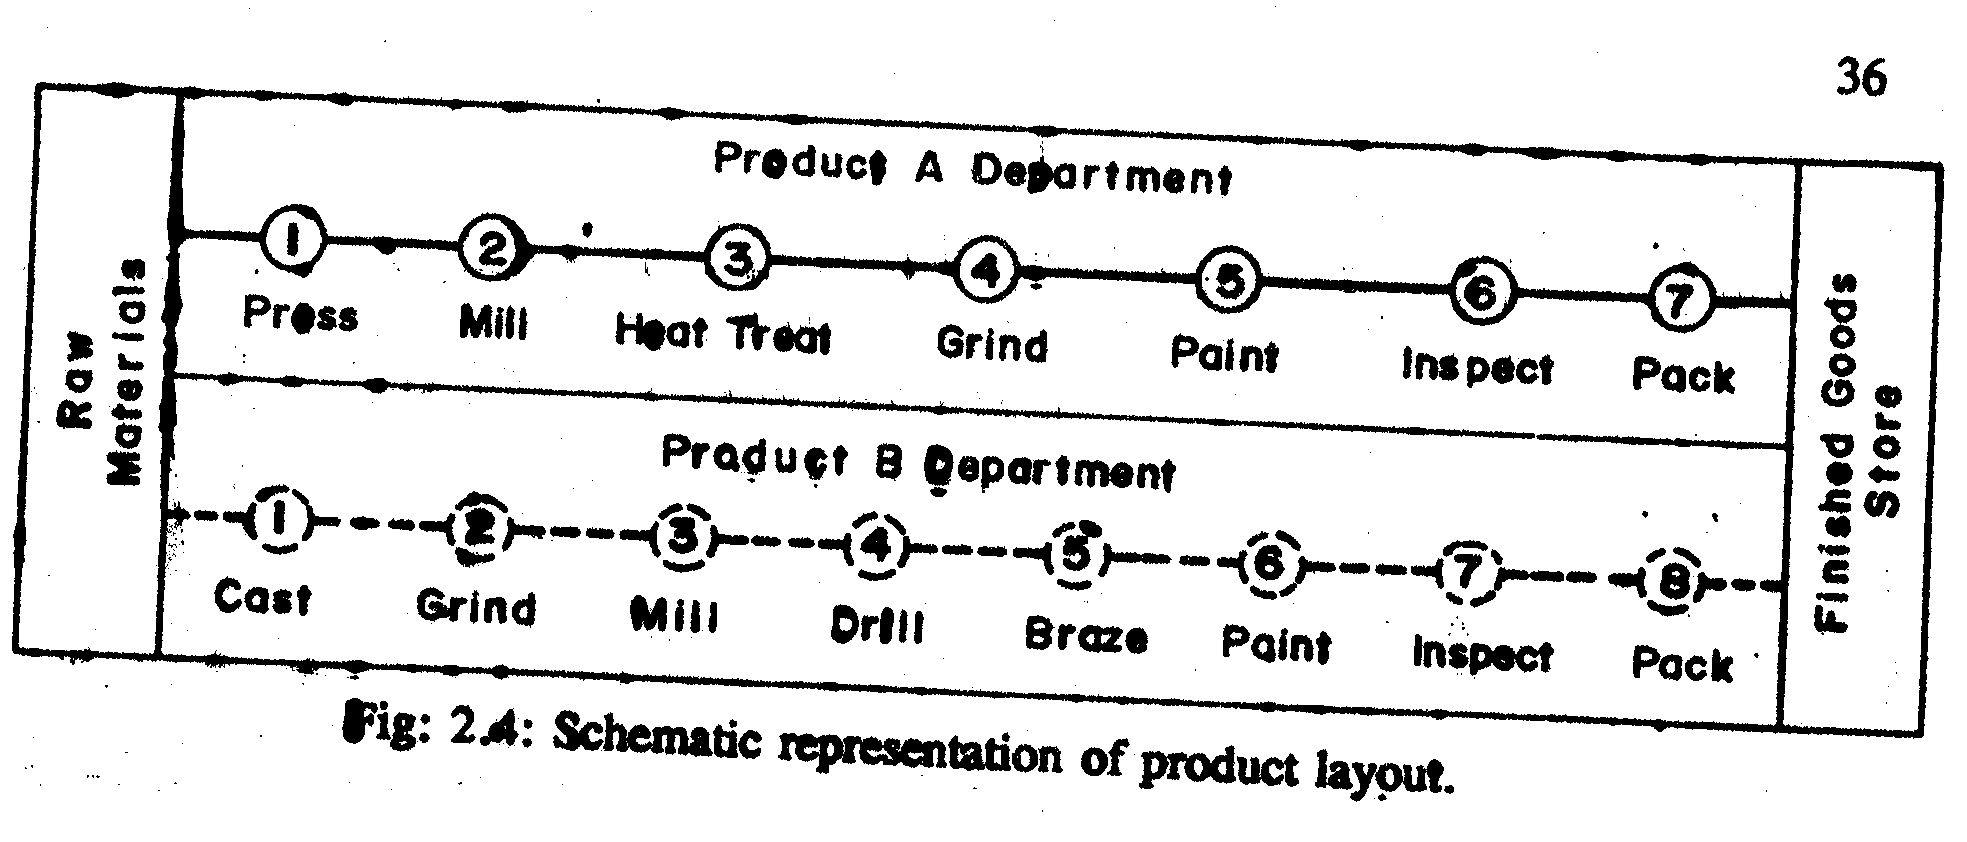 36
Raw
Materials
Product A Department
1 2 3 4 5 6 7
Press Mill Heat Treat Grind Paint Inspect Pack
Product B Department
1 2 3 4 5 6 7 8
Cast Grind Mill Drill Braze Paint Inspect Pack
Finished Goods
Store
Fig: 2.4: Schematic representation of product layout.